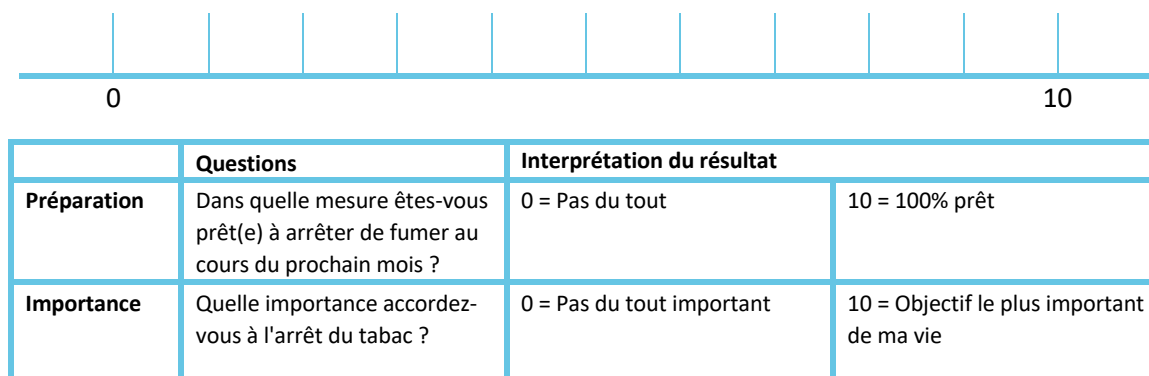 0 10
Questions Interprétation du résultat
Préparation Dans quelle mesure êtes-vous 0 = Pas du tout 10 = 100% prêt
prêt(e) à arrêter de fumer au
cours du prochain mois ?
Importance Quelle importance accordez- 0 = Pas du tout important 10 = Objectif le plus important
vous à l'arrêt du tabac ? de ma vie